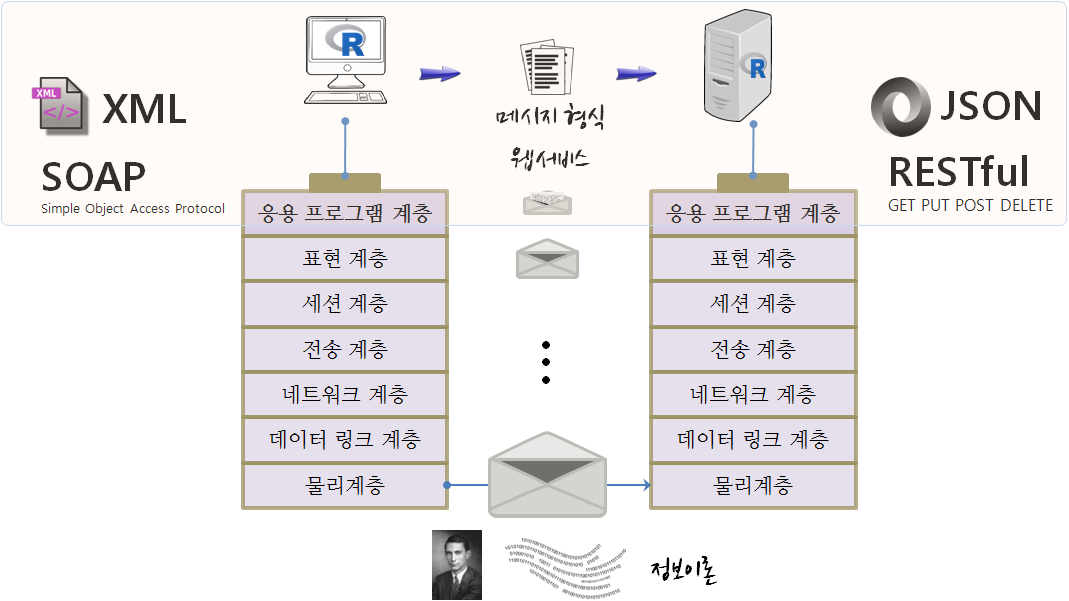 XML
XML
SOAP
Simple Object Access Protocol
R
메시지 형식
웹서비스
R
JSON
RESTful
GET PUT POST DELETE
응용 프로그램 계층
표현 계층
세션 계층
전송 계층
네트워크 계층
데이터 링크 계층
물리계층
응용 프로그램 계층
표현 계층
세션 계층
전송 계층
네트워크 계층
데이터 링크 계층
물리계층
정보이론